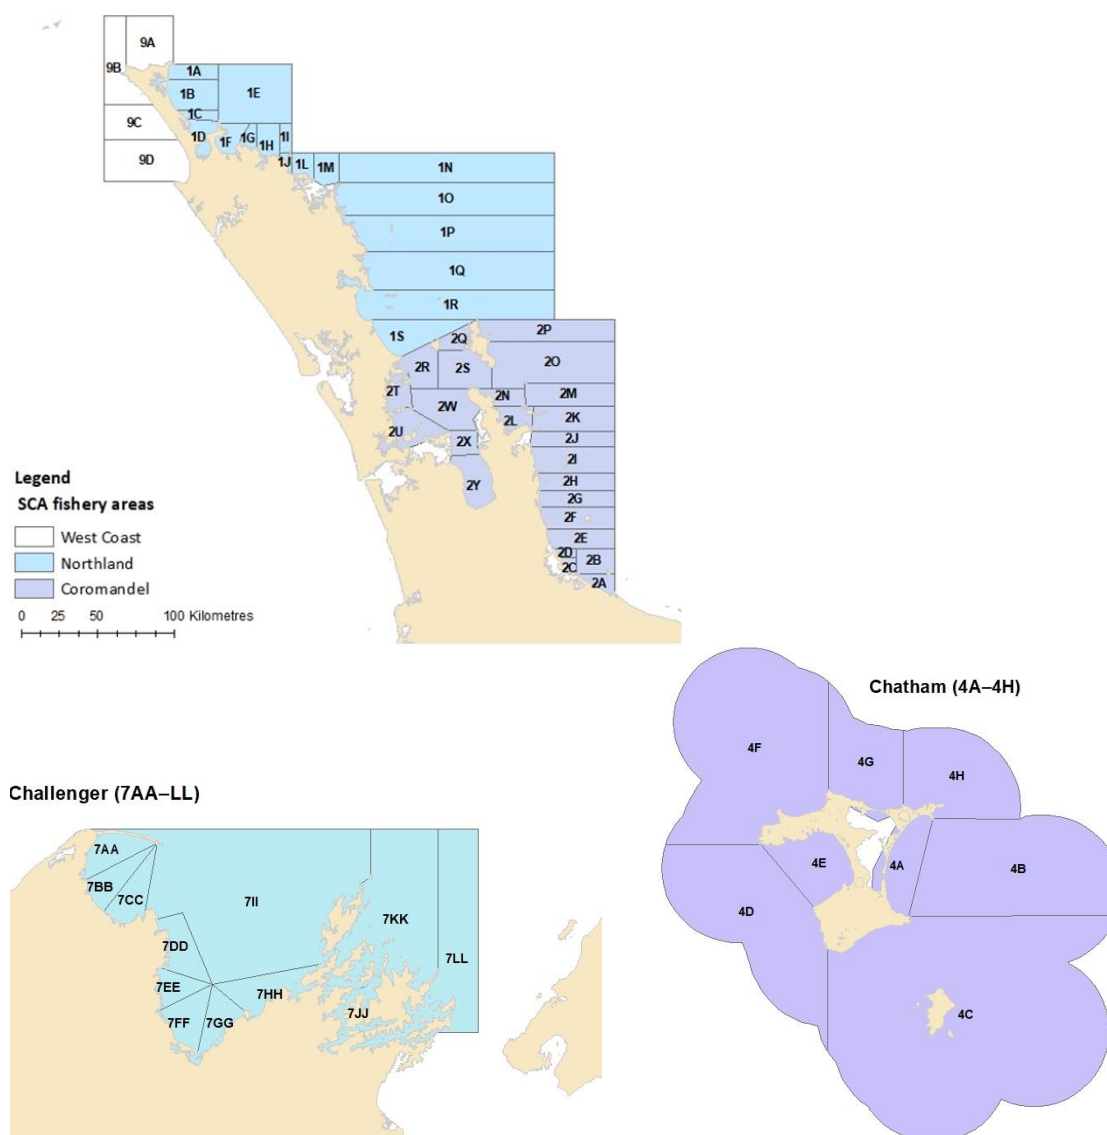 9A
9B
1A
1B
1E
1C
9C
1D
1F
1G
1H
1I
9D
1J
1L
1M
1N
1O
1P
1Q
1R
1S
2Q
2P
2R
2S
2O
2T
2N
2M
2W
2L
2K
2U
2X
2J
2I
2Y
2H
2G
2F
2E
2D
2B
2C
2A
Legend
SCA fishery areas
West Coast
Northland
Coromandel
0 25 50 100 Kilometres
Chatham (4A–4H)
4F
4G
4H
4E
4A
4B
4D
4C
Challenger (7AA–LL)
7AA
7BB
7CC
7II
7KK
7DD
7LL
7EE
7HH
7FF
7GG
7JJ